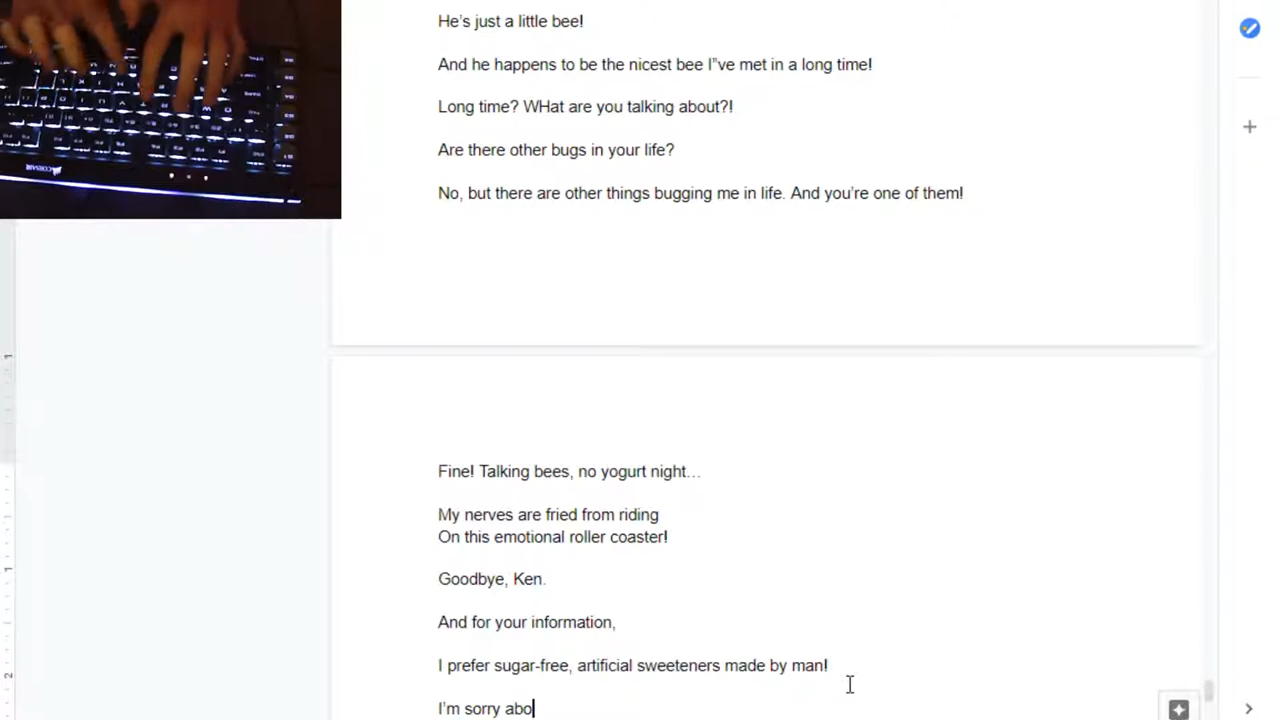 He's just a little bee!
And he happens to be the nicest bee I"ve met in a long time!
Long time? WHat are you talking about?!
Are there other bugs in your life?
No, but there are other things bugging me in life. And you're one of them!
Fine! Talking bees, no yogurt night…
My nerves are fried from riding
On this emotional roller coaster!
Goodbye, Ken.
And for your information,
I prefer sugar-free, artificial sweeteners made by man!
I'm sorry abo
CORSAIR
1
1
2